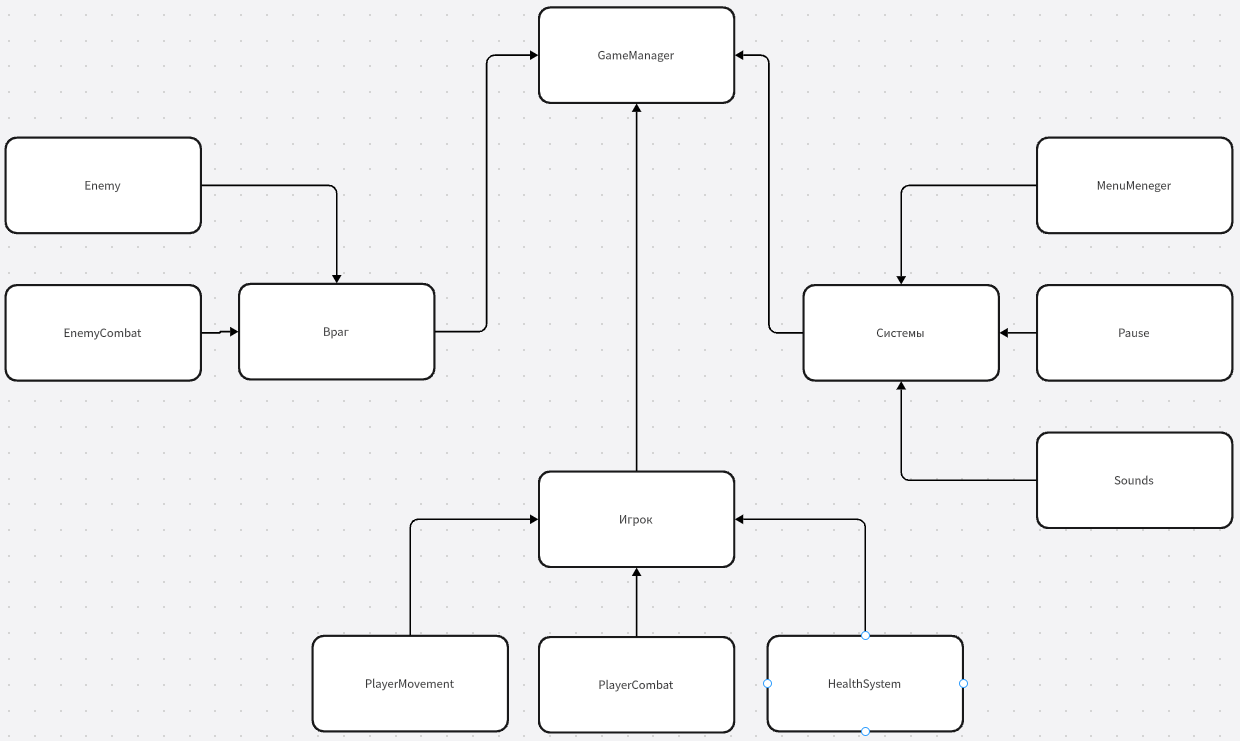 GameManager
Enemy
MenuMeneger
EnemyCombat
Враг
Системы
Pause
Sounds
Игрок
PlayerMovement
PlayerCombat
HealthSystem